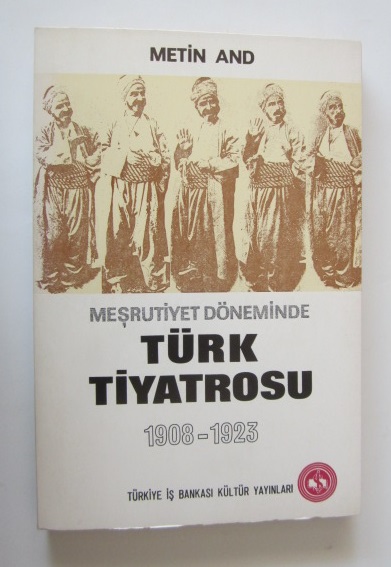 METİN AND
MEŞRUTİYET DÖNEMİNDE
TÜRK
TİYATROSU
1908-1923
TÜRKİYE İŞ BANKASI KÜLTÜR YAYINLARI